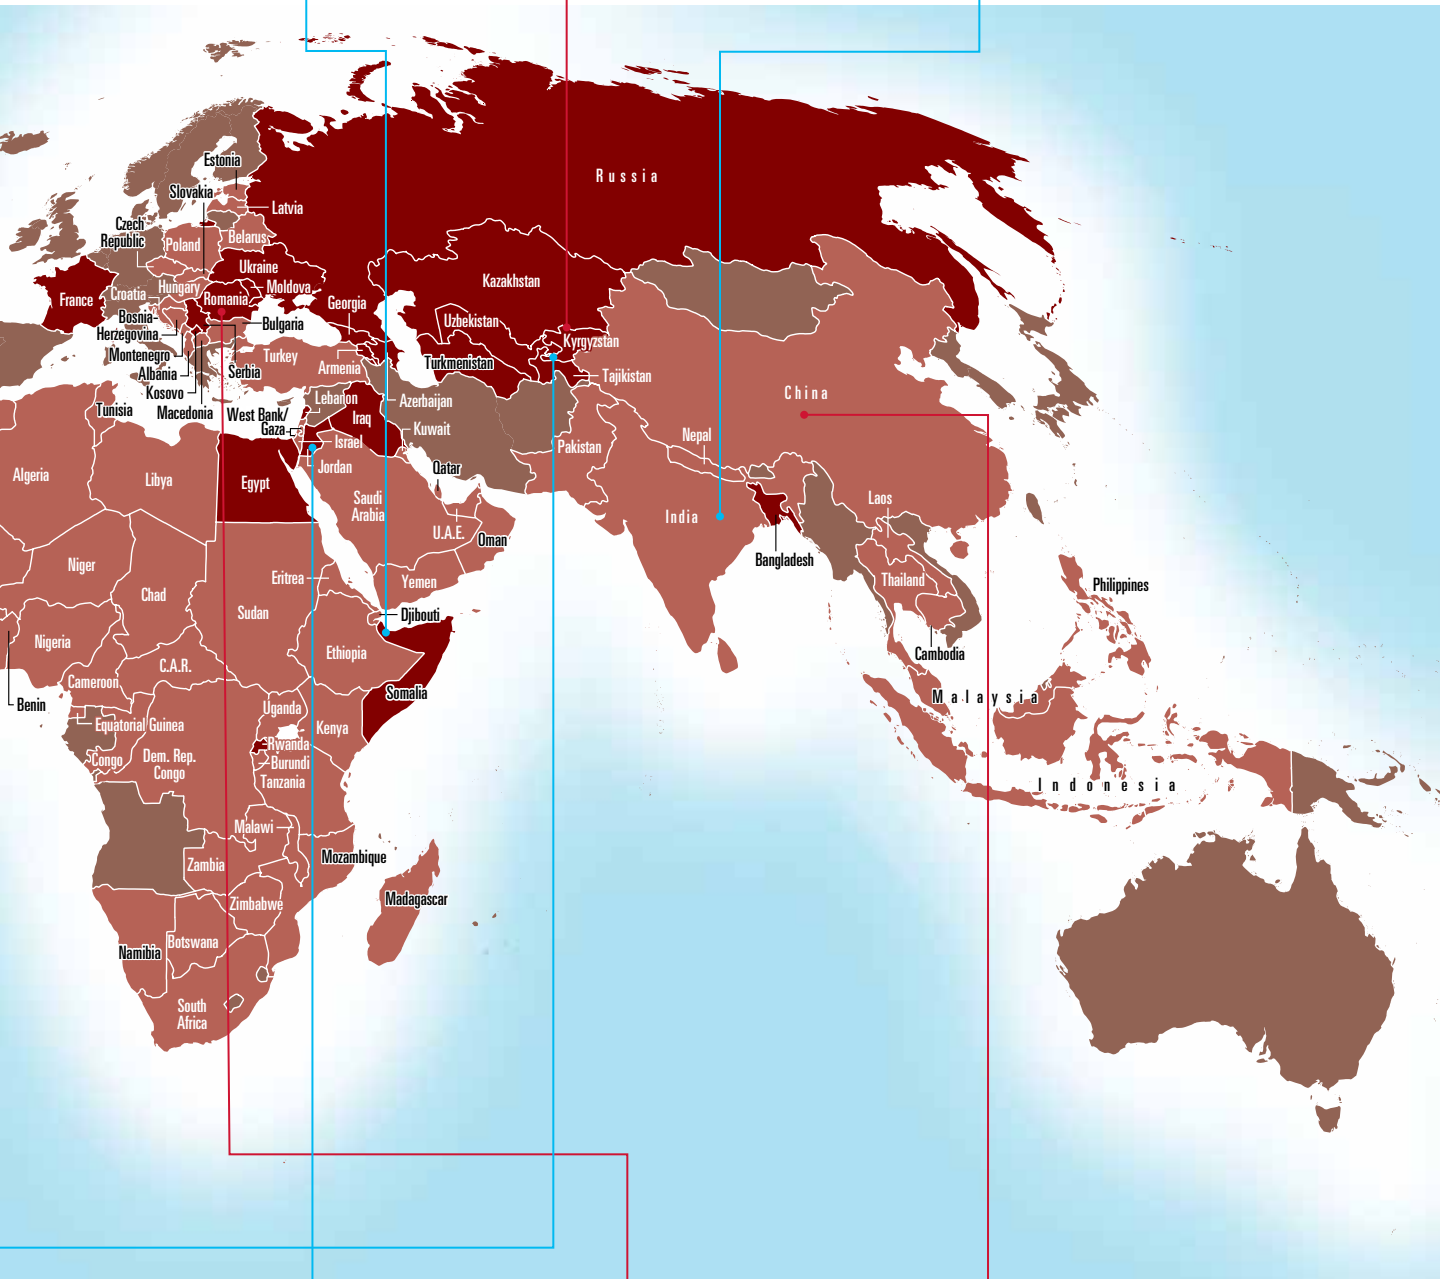 Russia
Estonia
Slovakia
Latvia
Czech
Republic
Poland
Belarus
Ukraine
Kazakhstan
France
Croatia
Hungary
Romania
Moldova
Georgia
Bosnia-
Herzegovina
Bulgaria
Uzbekistan
Kyrgyzstan
Montenegro
Turkey
Armenia
Turkmenistan
Albania
Serbia
Tajikistan
Kosovo
China
Tunisia
Macedonia
Lebanon
Azerbaijan
West Bank/
Gaza
Iraq
Kuwait
Israel
Nepal
Pakistan
Jordan
Qatar
Algeria
Libya
Egypt
Saudi
Arabia
Laos
India
U.A.E.
Oman
Bangladesh
Niger
Eritrea
Yemen
Thailand
Philippines
Chad
Sudan
Djibouti
Nigeria
Ethiopia
Cambodia
C.A.R.
Cameroon
Somalia
Malaysia
Benin
Uganda
Equatorial Guinea
Kenya
Rwanda
Congo
Dem. Rep.
Congo
Burundi
Tanzania
Indonesia
Malawi
Zambia
Mozambique
Zimbabwe
Madagascar
Botswana
Namibia
South
Africa